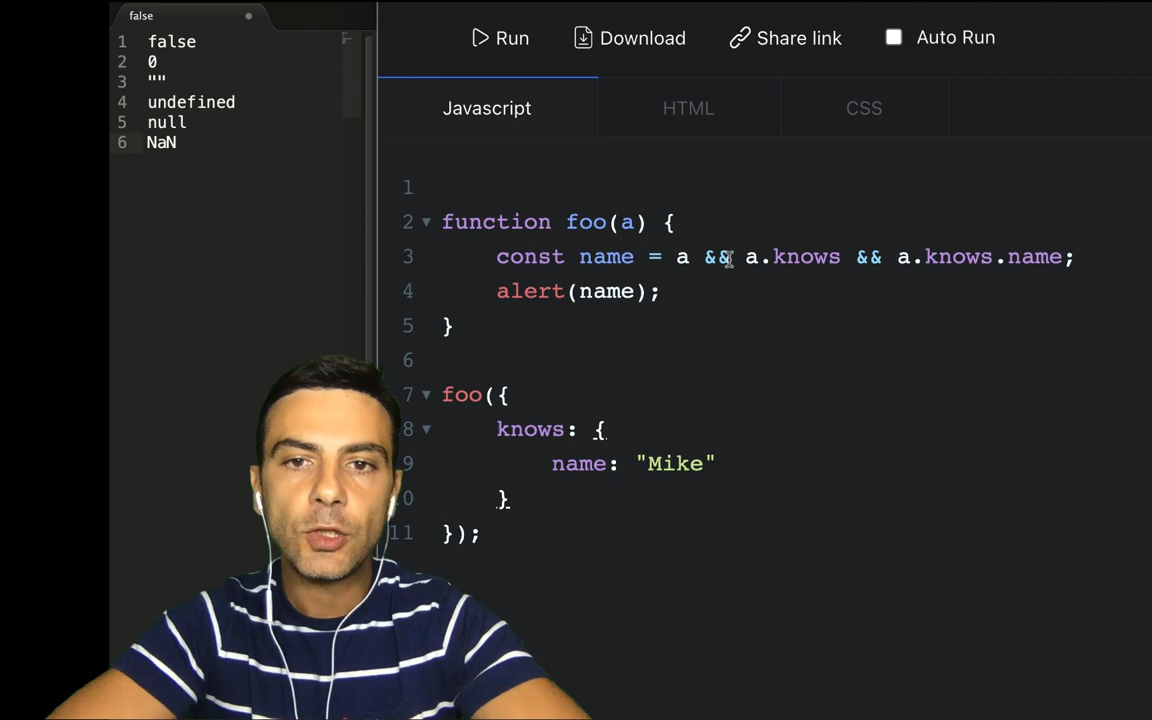 false
1 false
2 0
3 ""
4 undefined
5 null
6 NaN
Run Download Share link Auto Run
Javascript HTML CSS
1
2 function foo(a) {
3 const name = a && a.knows && a.knows.name;
4 alert(name);
5 }
6
7 foo({
8 knows: {
9 name: "Mike"
0 }
11 });